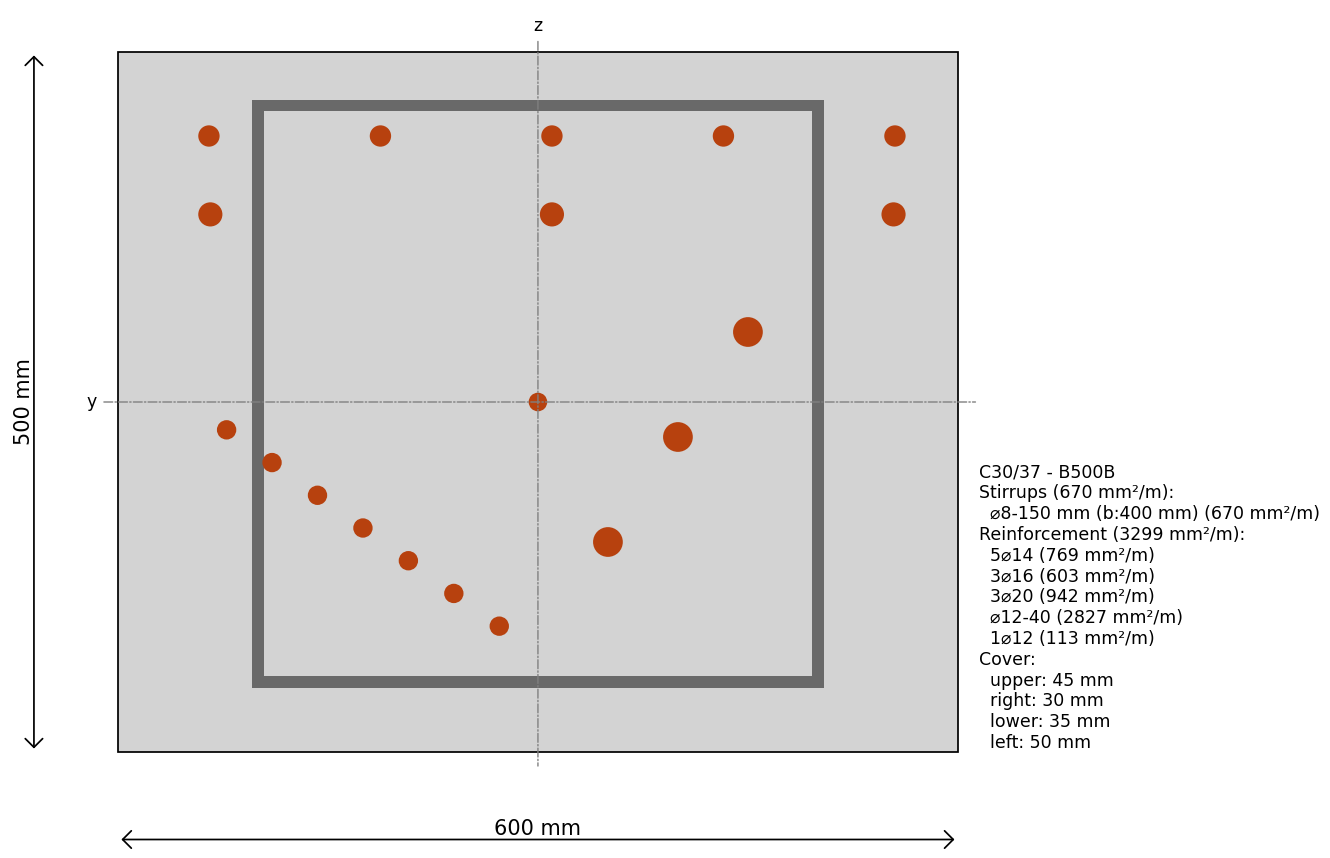 z
500 mm
y
C30/37 - B500B
Stirrups (670 mm²/m):
⌀8-150 mm (b:400 mm) (670 mm²/m)
Reinforcement (3299 mm²/m):
5⌀14 (769 mm²/m)
3⌀16 (603 mm²/m)
3⌀20 (942 mm²/m)
⌀12-40 (2827 mm²/m)
1⌀12 (113 mm²/m)
Cover:
upper: 45 mm
right: 30 mm
lower: 35 mm
left: 50 mm
600 mm